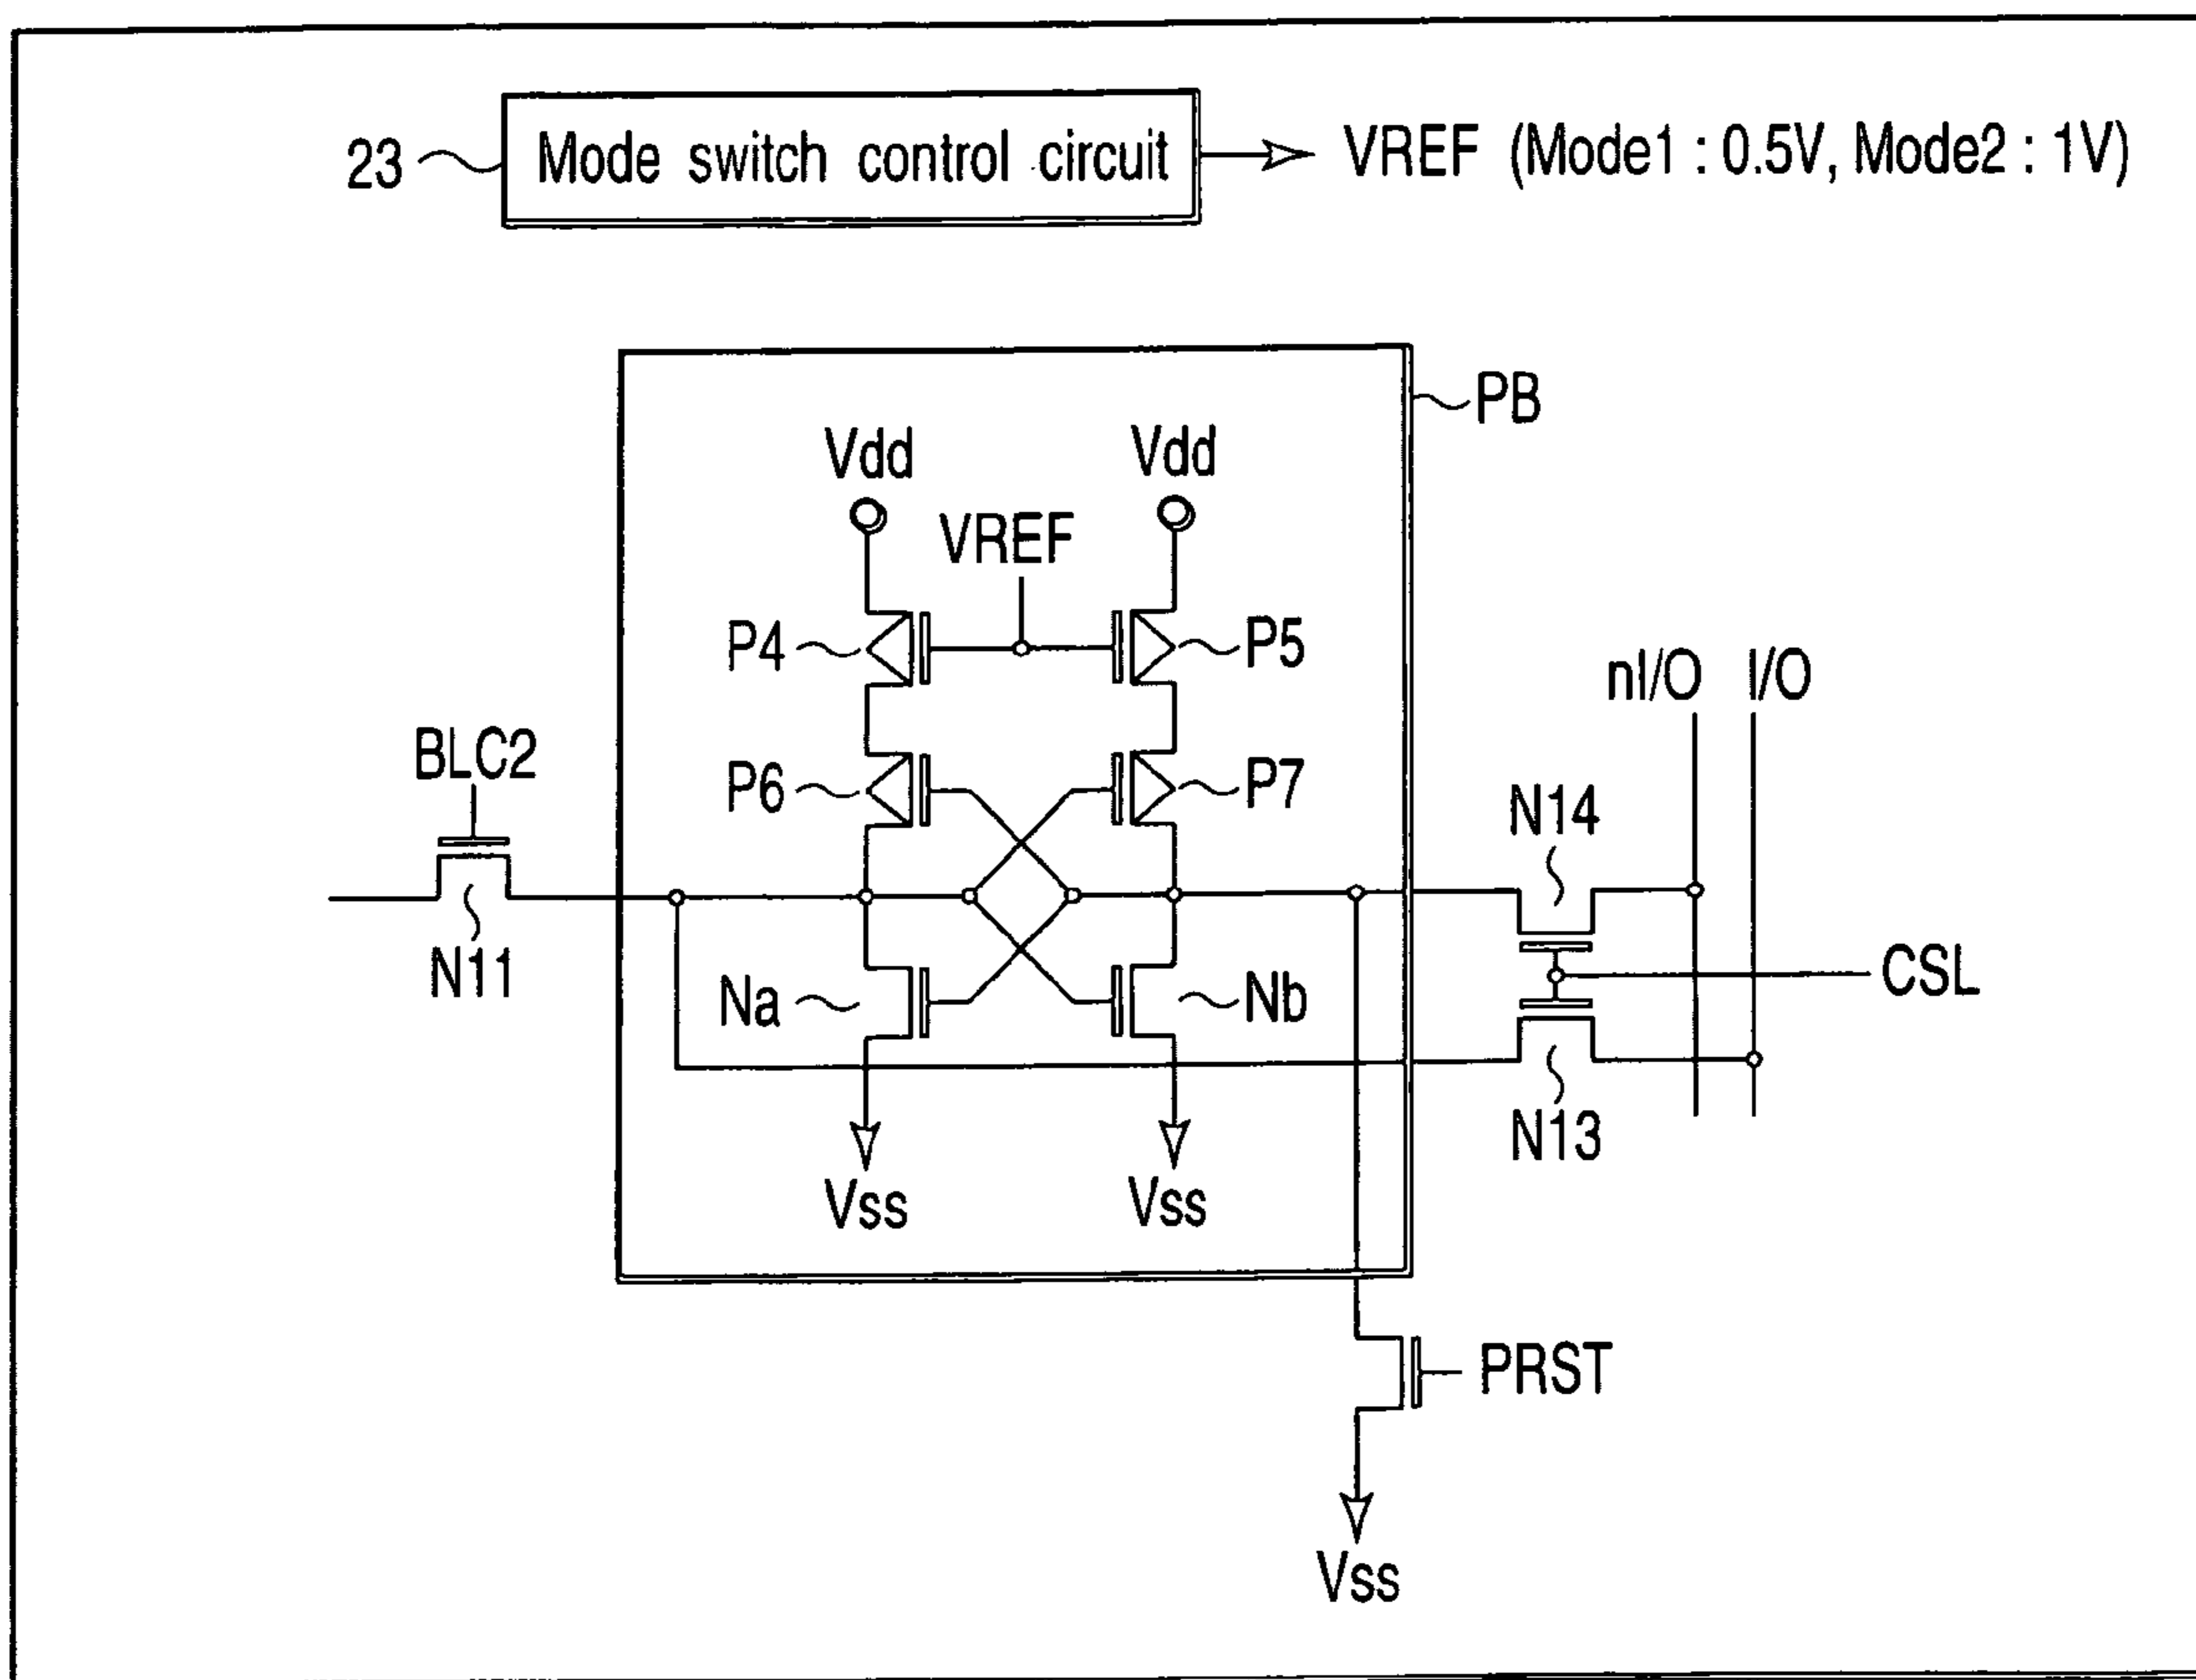 23
Mode switch control circuit
VREF (Mode1 : 0.5V, Mode2 : 1V)
PB
Vdd
Vdd
VREF
P4
P5
nI/O
I/O
BLC2
P6
P7
N14
N11
Na
Nb
CSL
N13
Vss
Vss
PRST
Vss